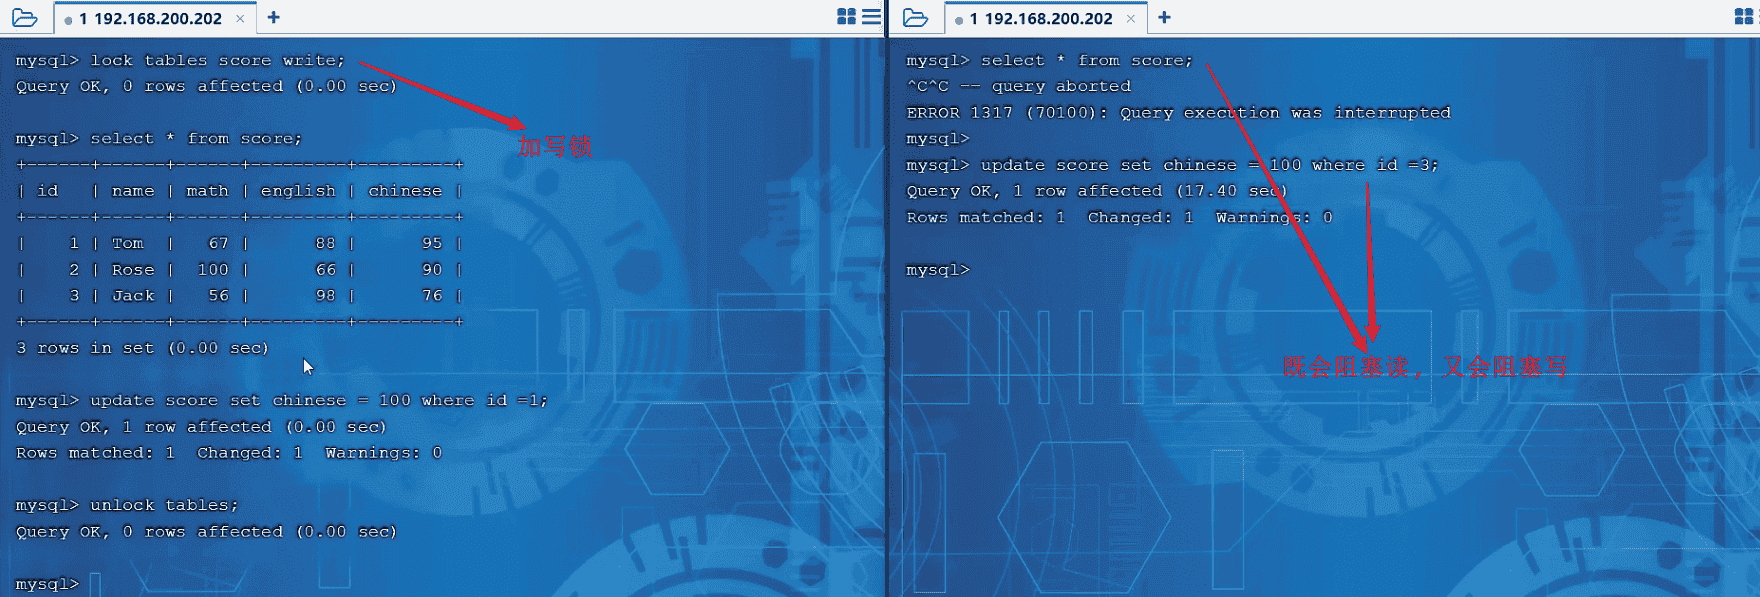 1 192.168.200.202
mysql> lock tables score write;
Query OK, 0 rows affected (0.00 sec)
加写锁
mysql> select * from score;
+------+------+------+---------+---------+
| id   | name | math | english | chinese |
+------+------+------+---------+---------+
|    1 | Tom  |   67 |      88 |      95 |
|    2 | Rose |  100 |      66 |      90 |
|    3 | Jack |   56 |      98 |      76 |
+------+------+------+---------+---------+
3 rows in set (0.00 sec)
mysql> update score set chinese = 100 where id =1;
Query OK, 1 row affected (0.00 sec)
Rows matched: 1  Changed: 1  Warnings: 0
mysql> unlock tables;
Query OK, 0 rows affected (0.00 sec)
mysql>
1 192.168.200.202
mysql> select * from score;
^C^C -- query aborted
ERROR 1317 (70100): Query execution was interrupted
mysql>
mysql> update score set chinese = 100 where id =3;
Query OK, 1 row affected (17.40 sec)
Rows matched: 1  Changed: 1  Warnings: 0
mysql>
既会阻塞读，又会阻塞写